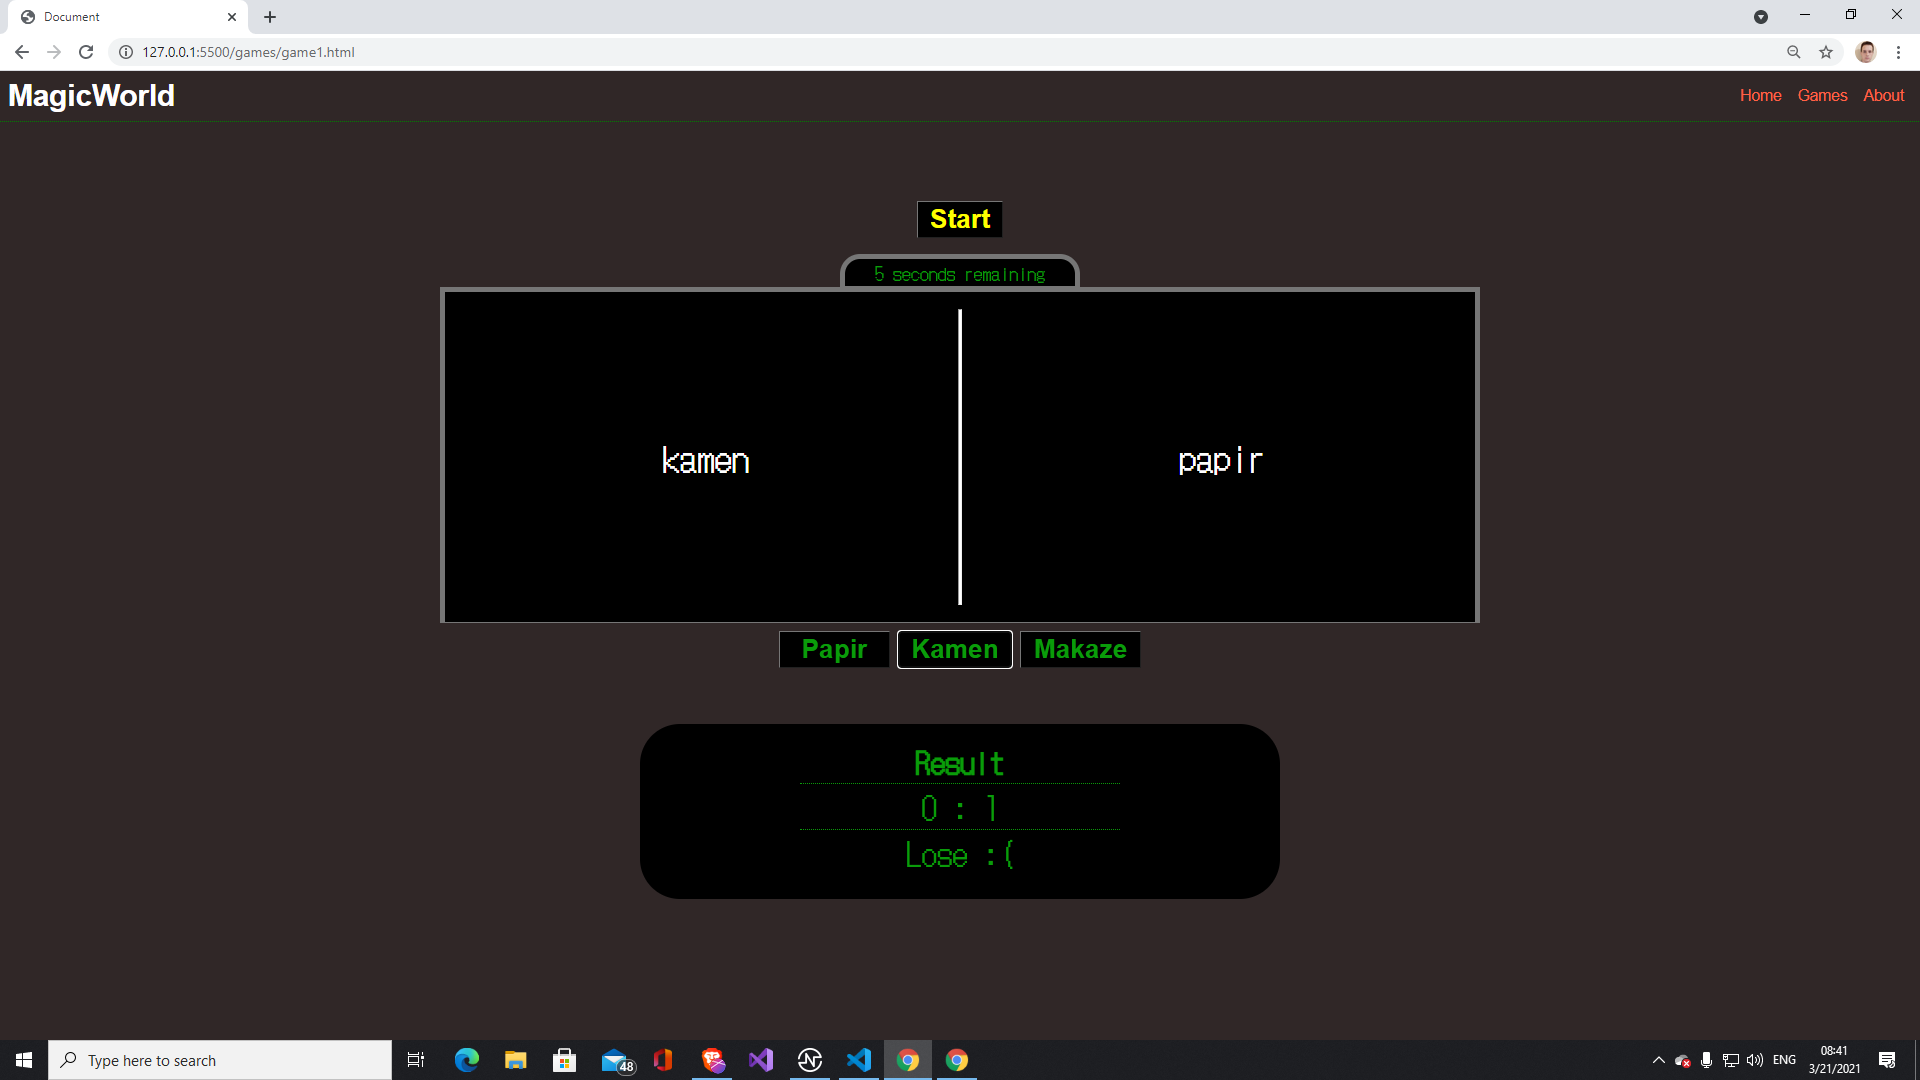 Document
127.0.0.1:5500/games/game1.html
MagicWorld
Home Games About
Start
5 seconds remaining
kamen papir
Papir Kamen Makaze
Result
0 : 1
Lose :(
Type here to search
48
ENG
08:41
3/21/2021